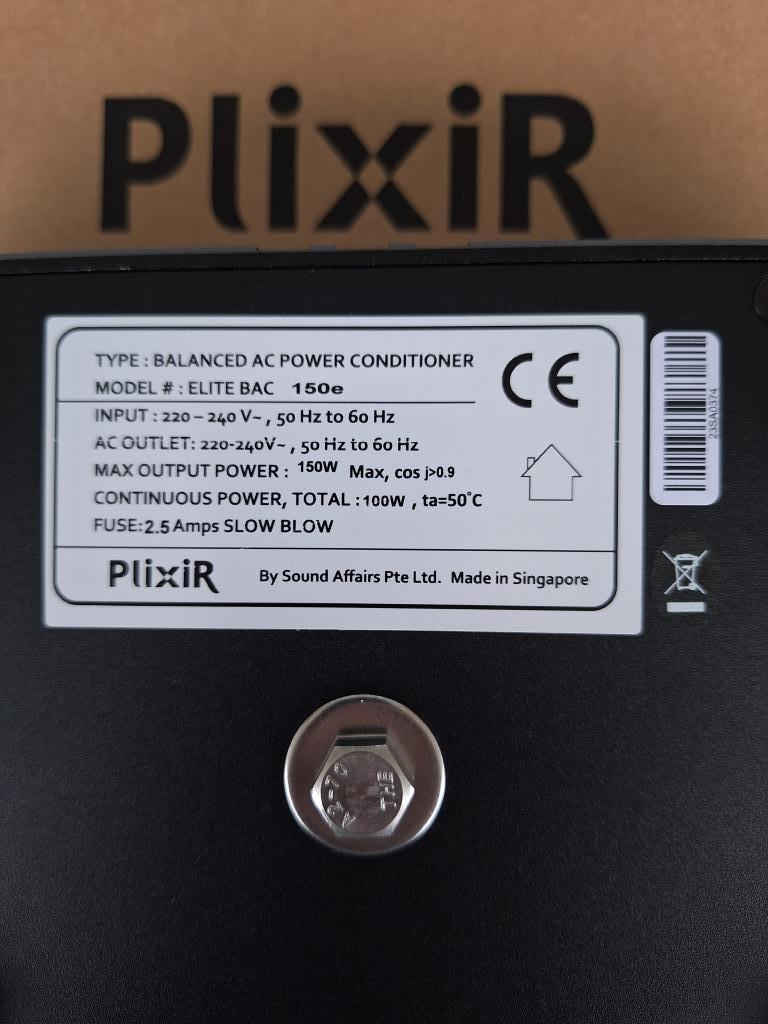 PlixiR
TYPE : BALANCED AC POWER CONDITIONER
MODEL # : ELITE BAC 150e
INPUT : 220 – 240 V~ , 50 Hz to 60 Hz
AC OUTLET: 220-240V~ , 50 Hz to 60 Hz
MAX OUTPUT POWER : 150W Max, cos j>0.9
CONTINUOUS POWER, TOTAL : 100W , ta=50°C
FUSE: 2.5 Amps SLOW BLOW
CE
23SA0374
PlixiR By Sound Affairs Pte Ltd. Made in Singapore
A2-70
THE